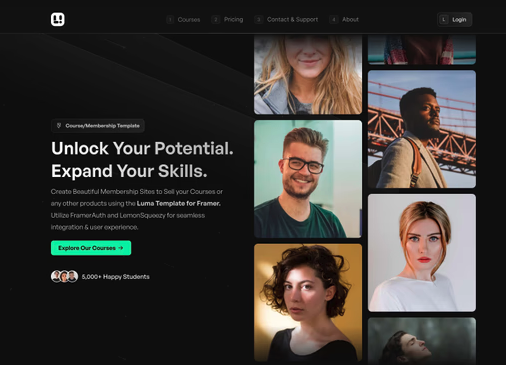 1 Courses
2 Pricing
3 Contact & Support
4 About
L Login
Course/Membership Template
Unlock Your Potential.
Expand Your Skills.
Create Beautiful Membership Sites to Sell your Courses or
any other products using the Luma Template for Framer.
Utilize FramerAuth and LemonSqueezy for seamless
integration & user experience.
Explore Our Courses →
5,000+ Happy Students